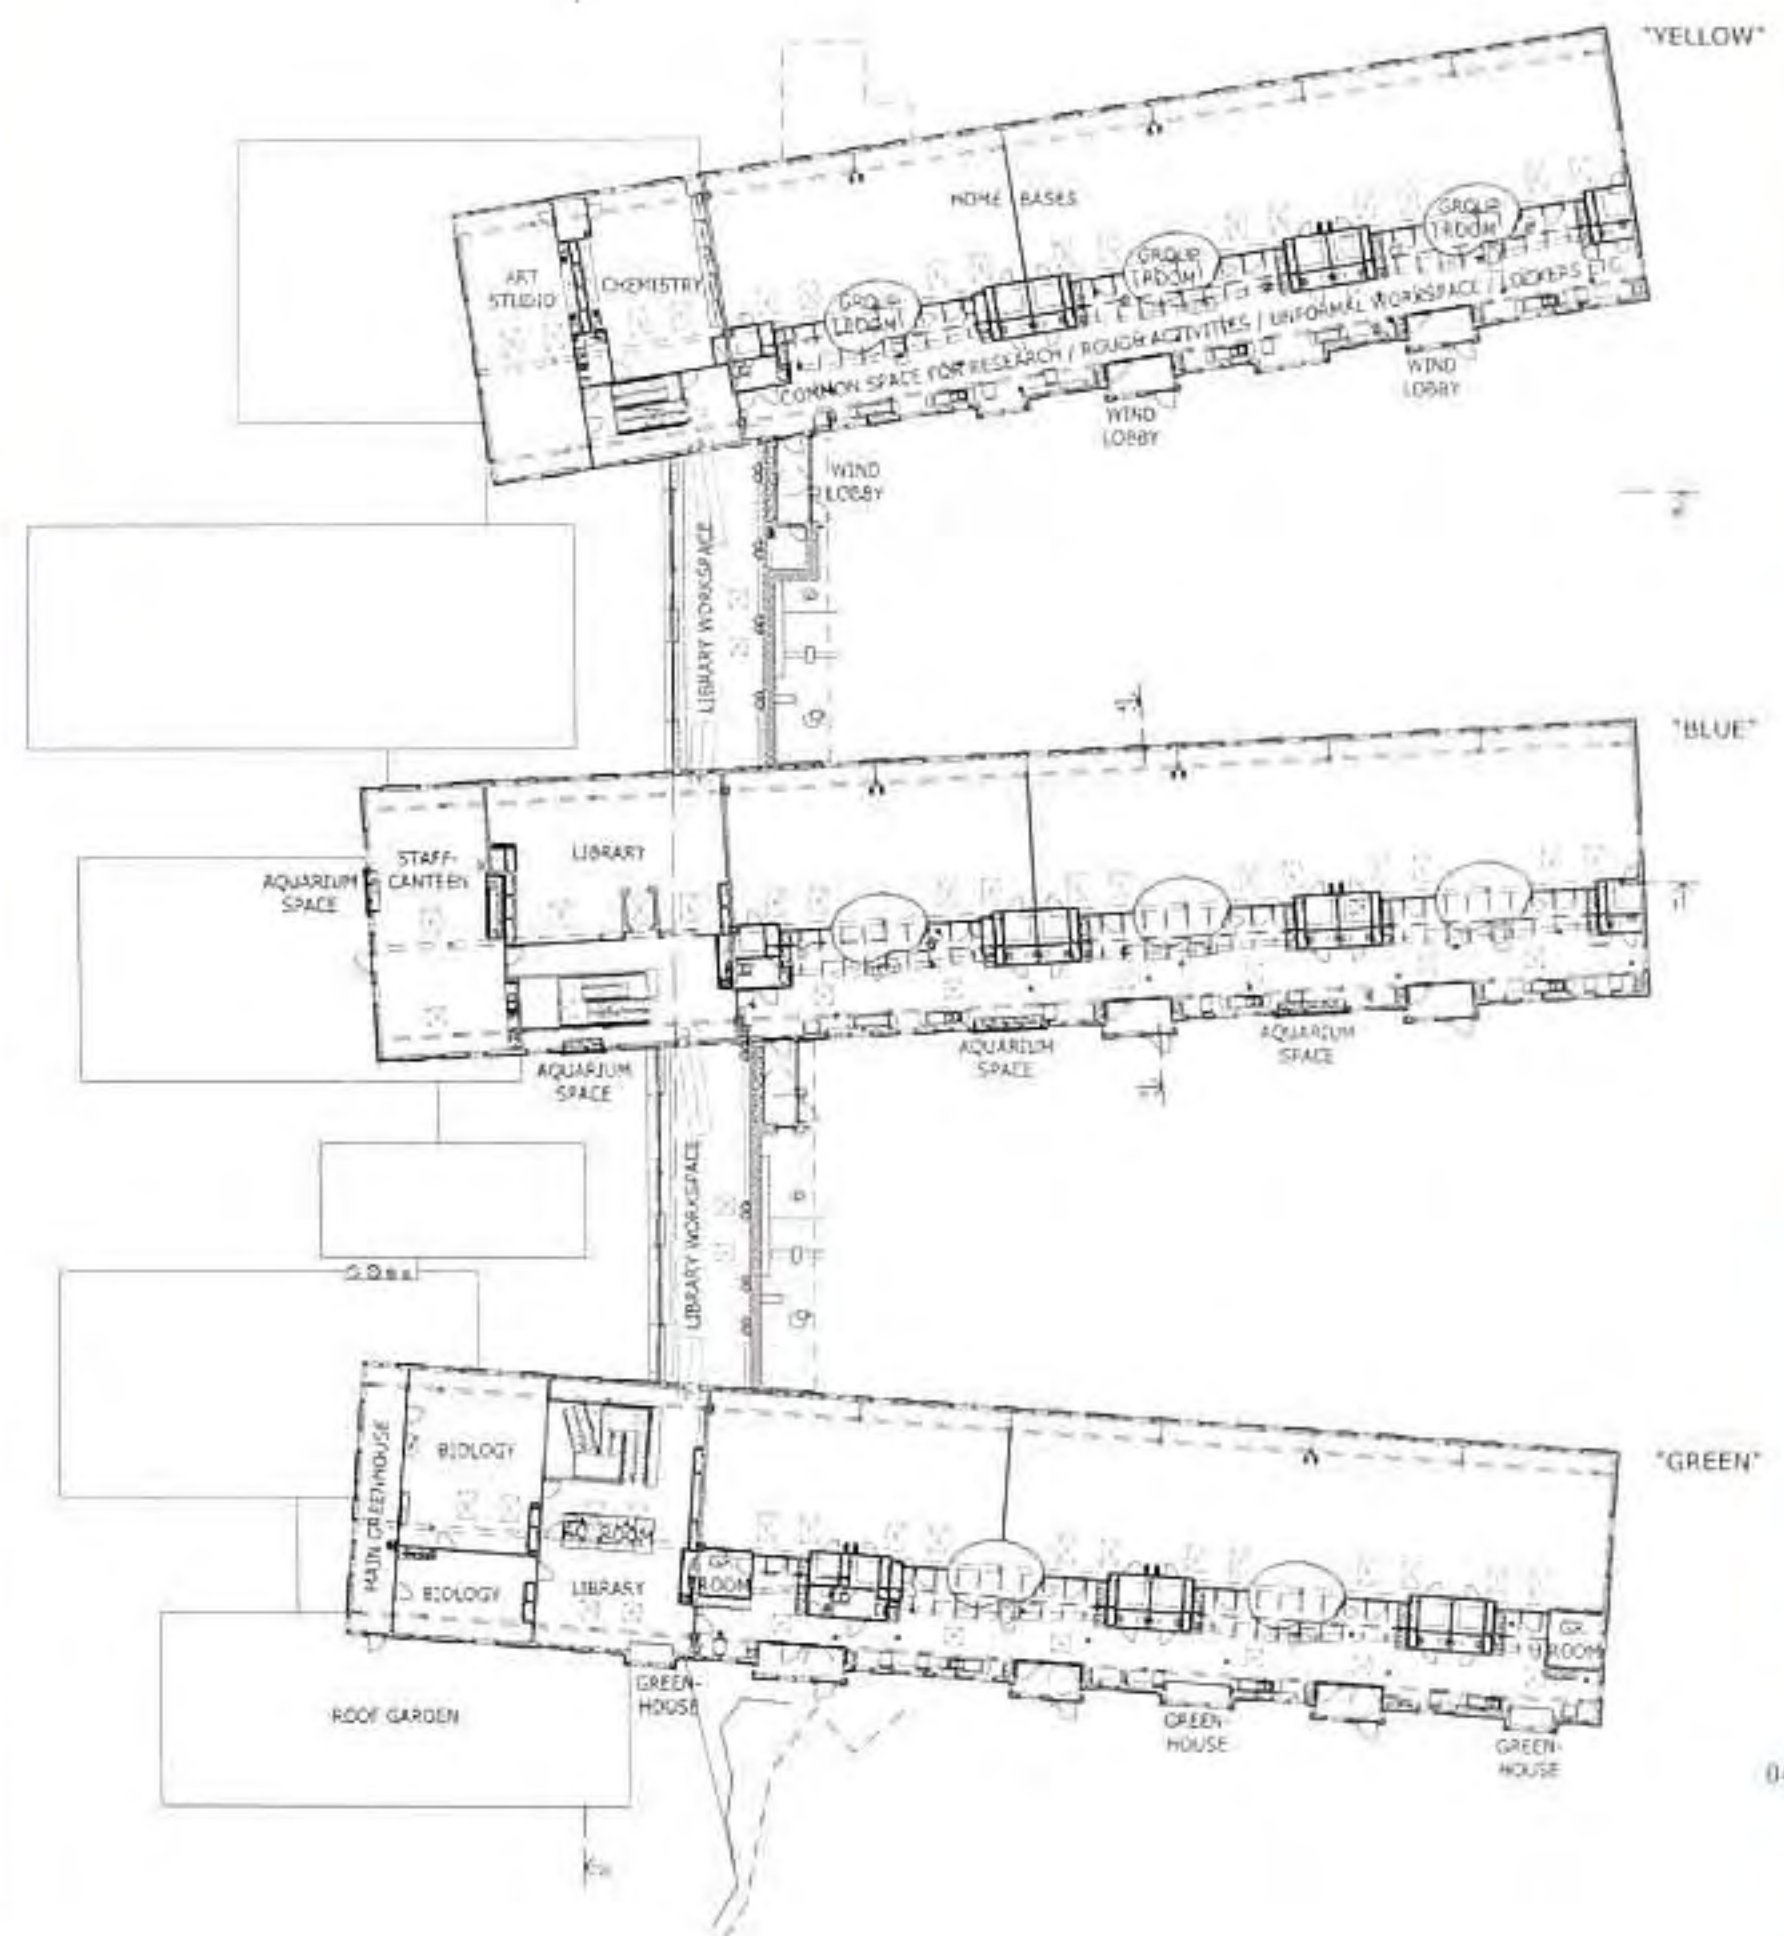 "YELLOW"
HOME BASES
ART
STUDIO
CHEMISTRY
GROUP
ROOM
GROUP
ROOM
GROUP
ROOM
COMMON SPACE FOR RESEARCH / ROUGH ACTIVITIES / UNFORMAL WORKSPACE / LOCKERS ETC.
WIND
LOBBY
WIND
LOBBY
WIND
LOBBY
LIBRARY WORKSPACE
"BLUE"
STAFF-
CANTEEN
LIBRARY
AQUARIUM
SPACE
AQUARIUM
SPACE
AQUARIUM
SPACE
AQUARIUM
SPACE
LIBRARY WORKSPACE
"GREEN"
MAIN GREENHOUSE
BIOLOGY
BIOLOGY
LIBRARY
GR.
ROOM
GR.
ROOM
ROOF GARDEN
GREEN-
HOUSE
GREEN-
HOUSE
GREEN-
HOUSE